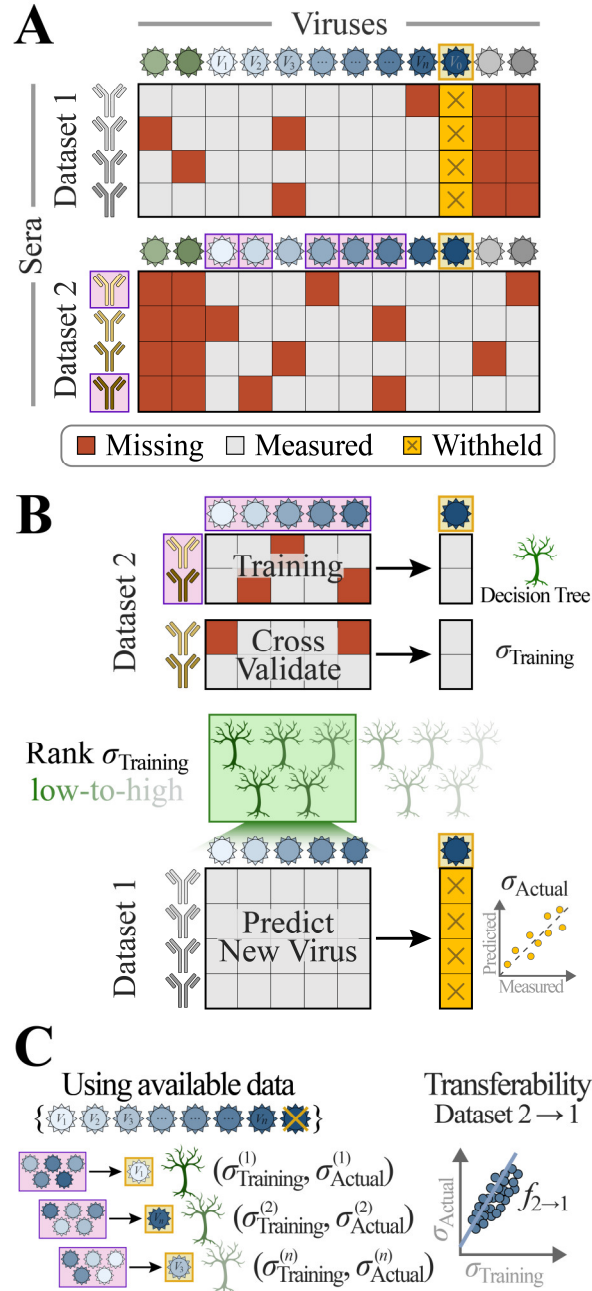 A
Viruses
V1 V2 V3 ... ... ... Vn V0
Sera
Dataset 1
Dataset 2
Missing Measured Withheld
B
Dataset 2
Training
Decision Tree
Cross
Validate
σTraining
Rank σTraining
low-to-high
Dataset 1
Predict
New Virus
σActual
Predicted
Measured
C
Using available data
{V1 V2 V3 ... ... ... Vn}
Transferability
Dataset 2 → 1
V1
(σ(1)Training, σ(1)Actual)
Vn
(σ(2)Training, σ(2)Actual)
V3
(σ(n)Training, σ(n)Actual)
σActual
f2→1
σTraining